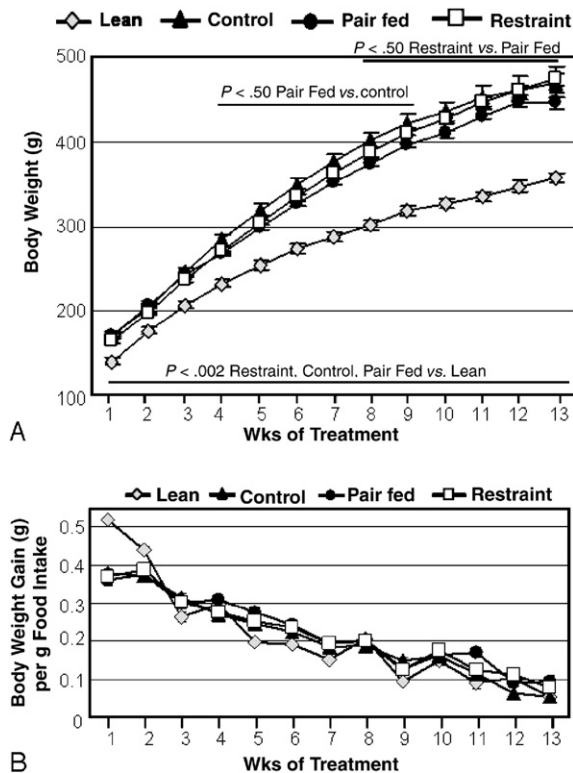 Lean Control Pair fed Restraint
P < .50 Restraint vs. Pair Fed
500
P < .50 Pair Fed vs.control
400
Body Weight (g)
300
200
P < .002 Restraint. Control. Pair Fed vs. Lean
100
1 2 3 4 5 6 7 8 9 10 11 12 13
A
Wks of Treatment
Lean Control Pair fed Restraint
Body Weight Gain (g)
per g Food Intake
0.5
0.4
0.3
0.2
0.1
0
1 2 3 4 5 6 7 8 9 10 11 12 13
B
Wks of Treatment